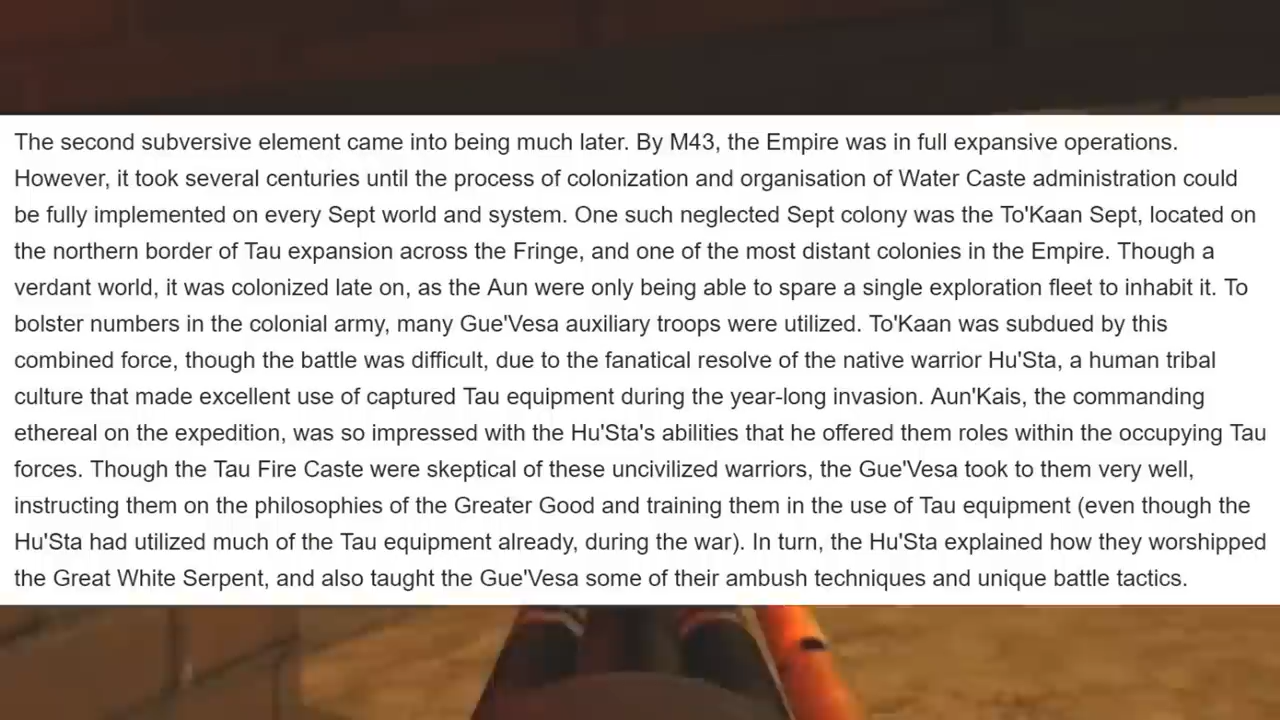 The second subversive element came into being much later. By M43, the Empire was in full expansive operations.
However, it took several centuries until the process of colonization and organisation of Water Caste administration could
be fully implemented on every Sept world and system. One such neglected Sept colony was the To'Kaan Sept, located on
the northern border of Tau expansion across the Fringe, and one of the most distant colonies in the Empire. Though a
verdant world, it was colonized late on, as the Aun were only being able to spare a single exploration fleet to inhabit it. To
bolster numbers in the colonial army, many Gue'Vesa auxiliary troops were utilized. To'Kaan was subdued by this
combined force, though the battle was difficult, due to the fanatical resolve of the native warrior Hu'Sta, a human tribal
culture that made excellent use of captured Tau equipment during the year-long invasion. Aun'Kais, the commanding
ethereal on the expedition, was so impressed with the Hu'Sta's abilities that he offered them roles within the occupying Tau
forces. Though the Tau Fire Caste were skeptical of these uncivilized warriors, the Gue'Vesa took to them very well,
instructing them on the philosophies of the Greater Good and training them in the use of Tau equipment (even though the
Hu'Sta had utilized much of the Tau equipment already, during the war). In turn, the Hu'Sta explained how they worshipped
the Great White Serpent, and also taught the Gue'Vesa some of their ambush techniques and unique battle tactics.